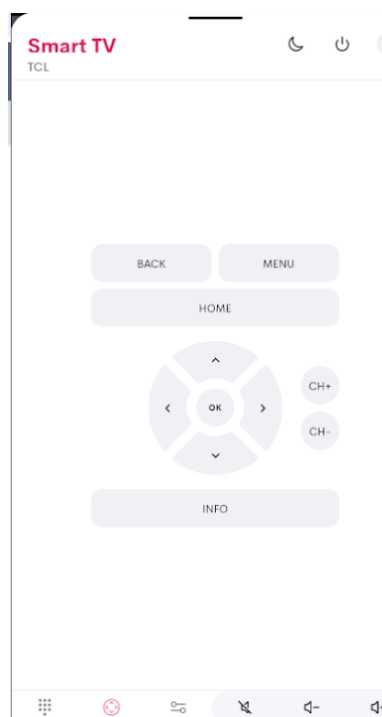 Smart TV
TCL
BACK MENU
HOME
OK
CH+
CH-
INFO